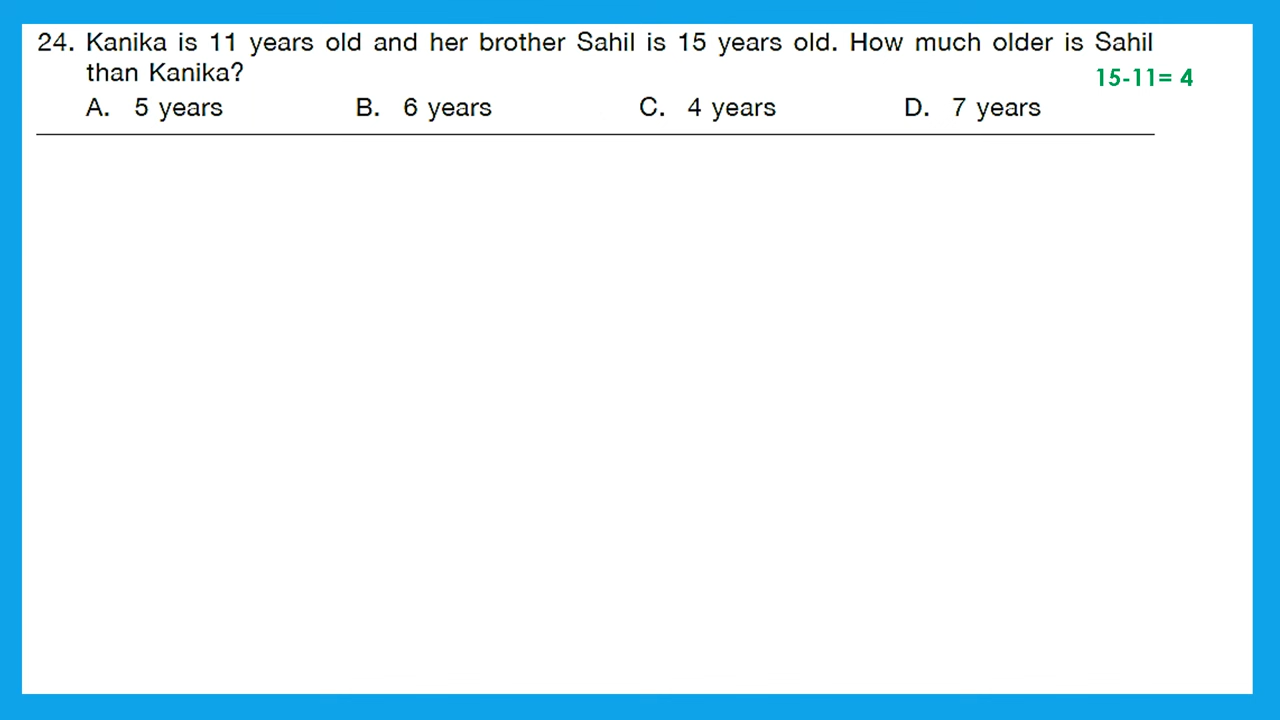 24. Kanika is 11 years old and her brother Sahil is 15 years old. How much older is Sahil
than Kanika?
15-11= 4
A. 5 years B. 6 years C. 4 years D. 7 years